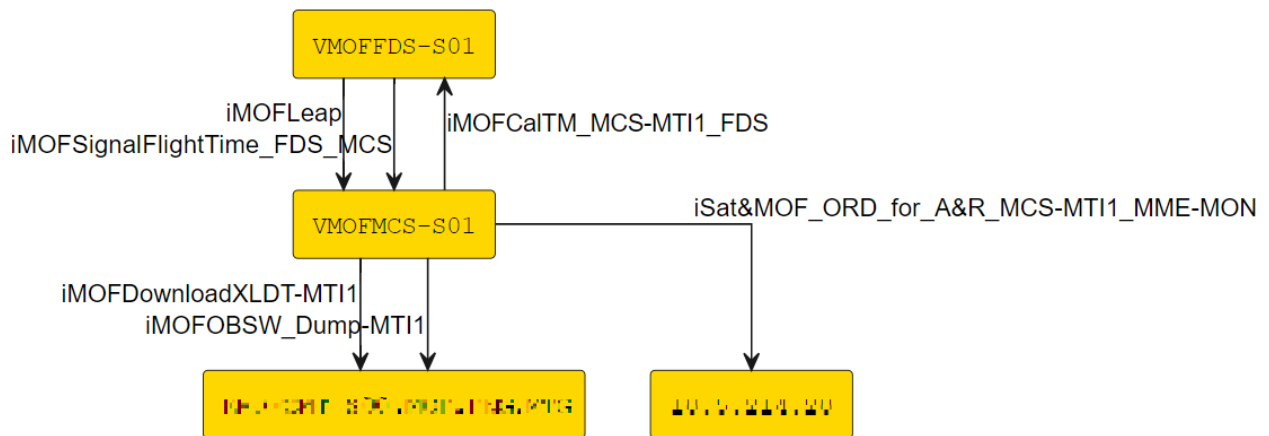 VMOFFDS-S01
iMOFLeap
iMOFSignalFlightTime_FDS_MCS
iMOFCalTM_MCS-MTI1_FDS
VMOFMCS-S01
iSat&MOF_ORD_for_A&R_MCS-MTI1_MME-MON
iMOFDownloadXLDT-MTI1
iMOFOBSW_Dump-MTI1